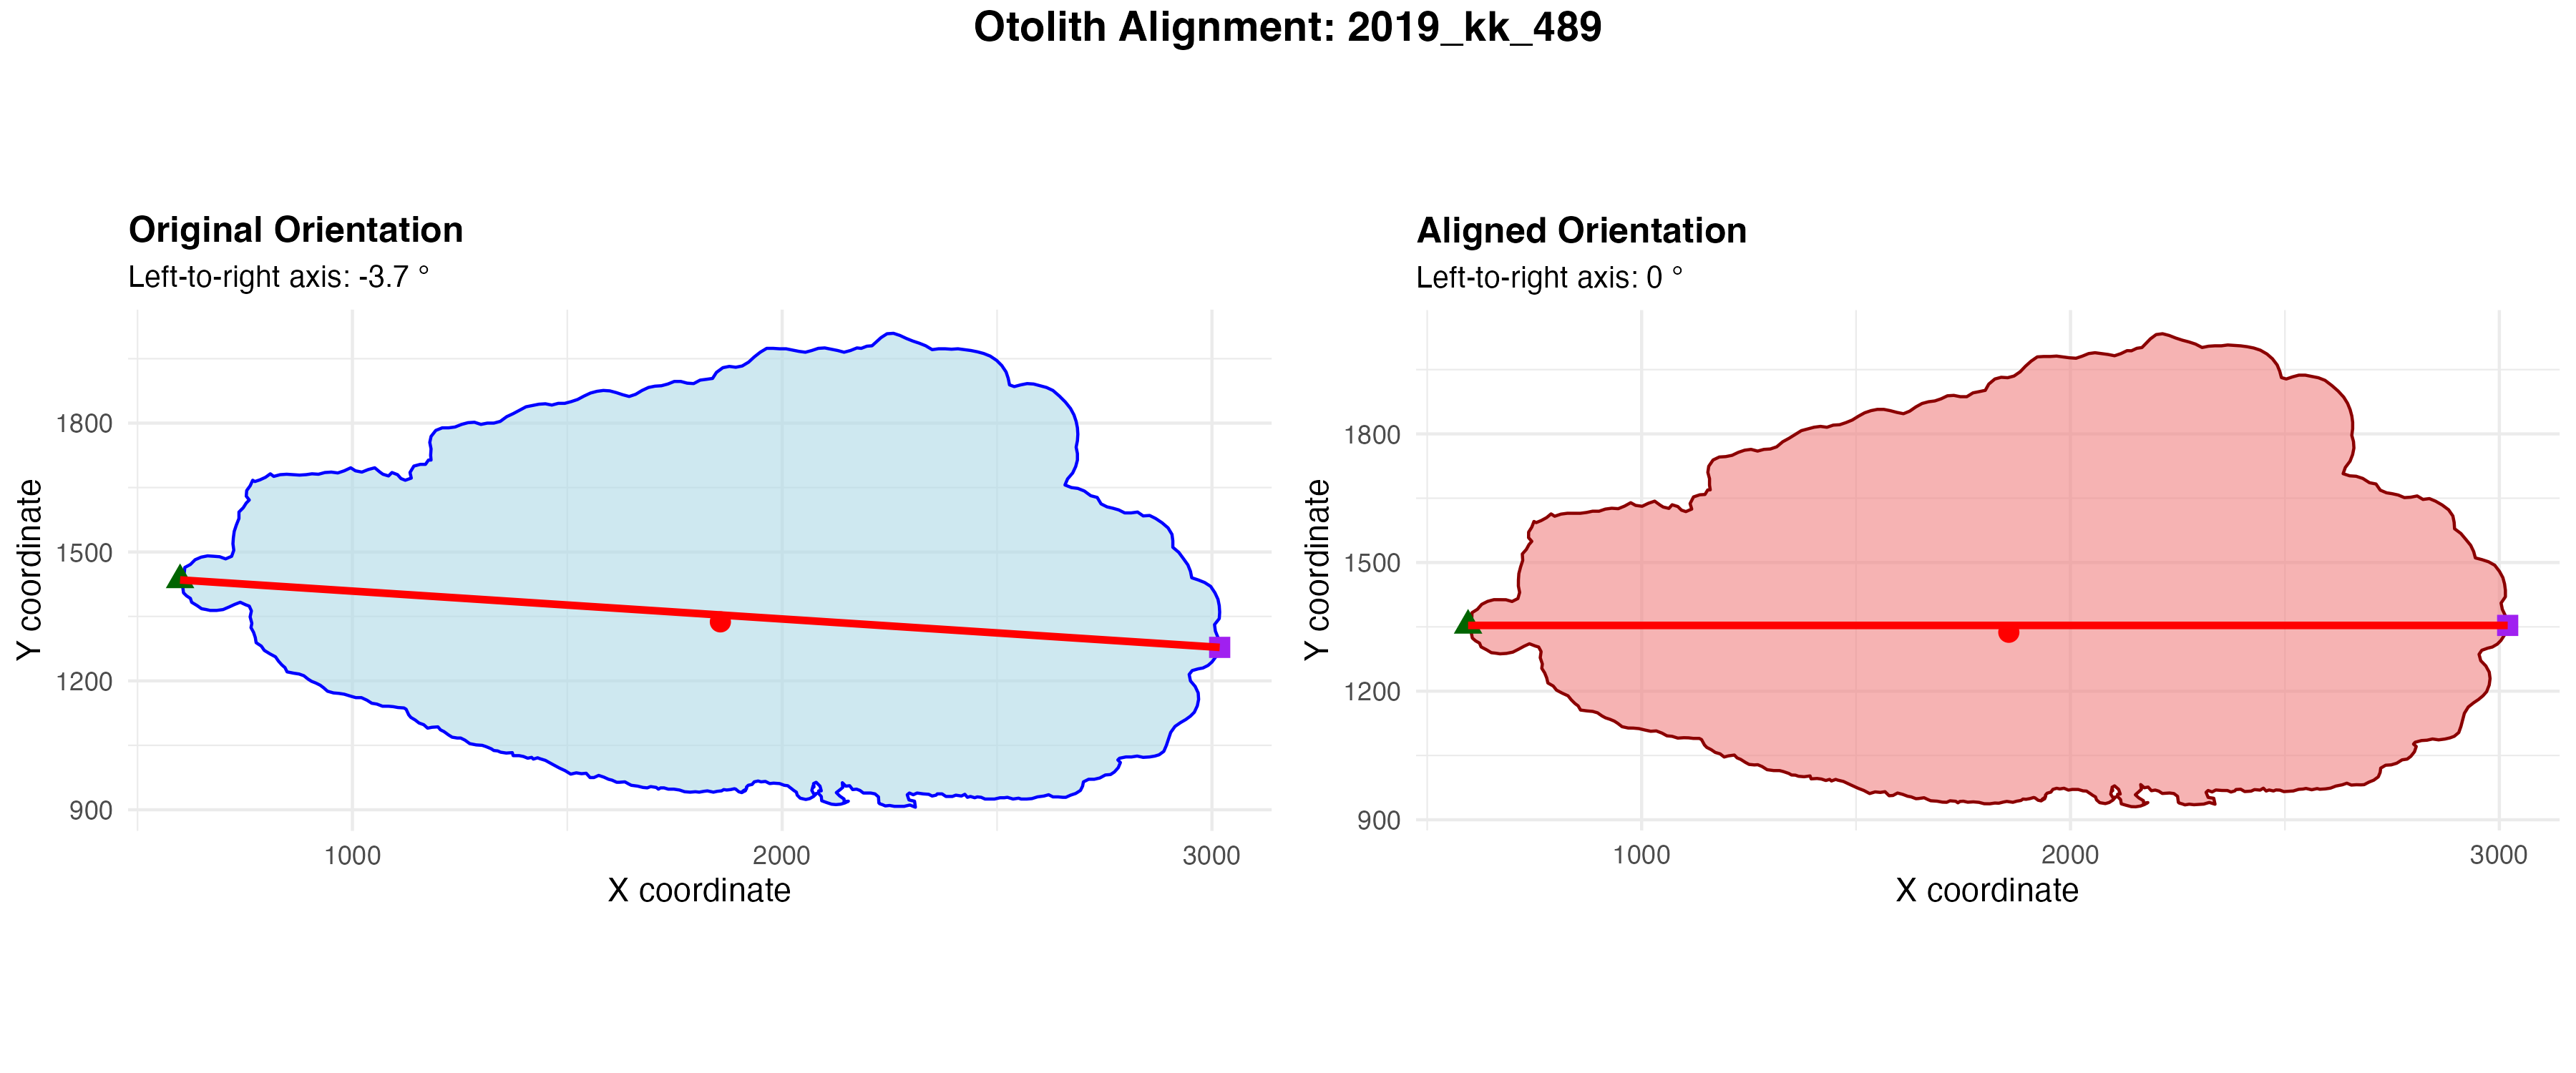 Otolith Alignment: 2019_kk_489
Original Orientation
Left-to-right axis: -3.7 °
1800
1500
1200
900
Y coordinate
1000
2000
3000
X coordinate
Aligned Orientation
Left-to-right axis: 0 °
1800
1500
1200
900
Y coordinate
1000
2000
3000
X coordinate